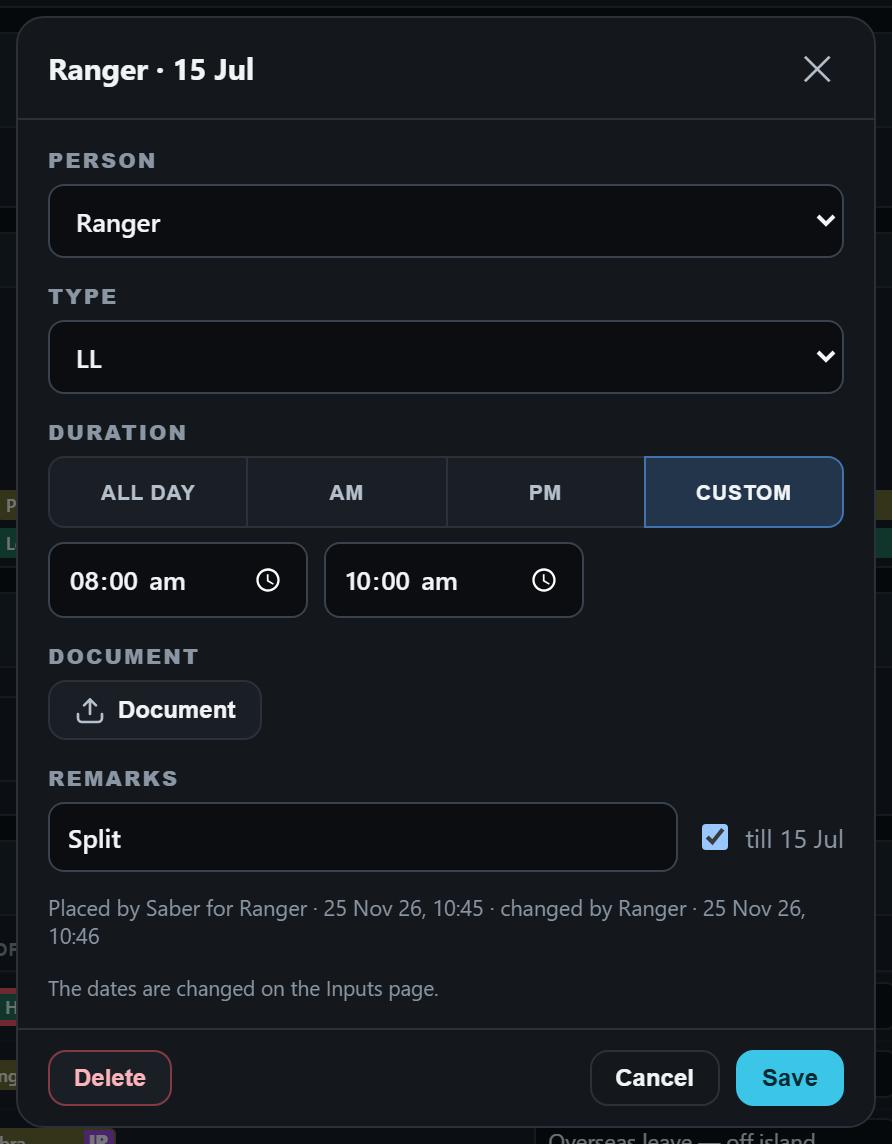 Ranger · 15 Jul
PERSON
Ranger
TYPE
LL
DURATION
ALL DAY
AM
PM
CUSTOM
08:00 am
10:00 am
DOCUMENT
Document
REMARKS
Split
till 15 Jul
Placed by Saber for Ranger · 25 Nov 26, 10:45 · changed by Ranger · 25 Nov 26,
10:46
The dates are changed on the Inputs page.
Delete
Cancel
Save
Overseas leave — off island